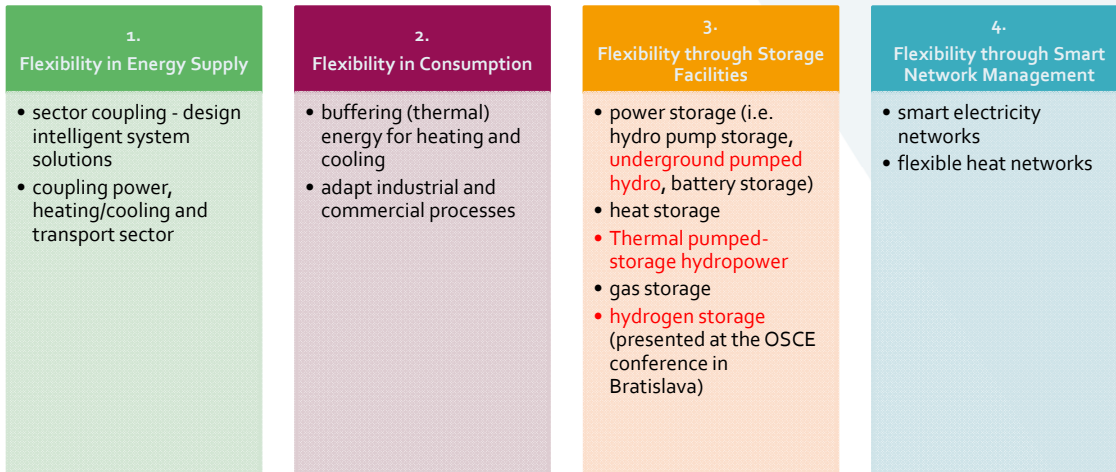 1.
Flexibility in Energy Supply
• sector coupling - design
intelligent system
solutions
• coupling power,
heating/cooling and
transport sector
2.
Flexibility in Consumption
• buffering (thermal)
energy for heating and
cooling
• adapt industrial and
commercial processes
3.
Flexibility through Storage
Facilities
• power storage (i.e.
hydro pump storage,
underground pumped
hydro, battery storage)
• heat storage
• Thermal pumped-
storage hydropower
• gas storage
• hydrogen storage
(presented at the OSCE
conference in
Bratislava)
4.
Flexibility through Smart
Network Management
• smart electricity
networks
• flexible heat networks